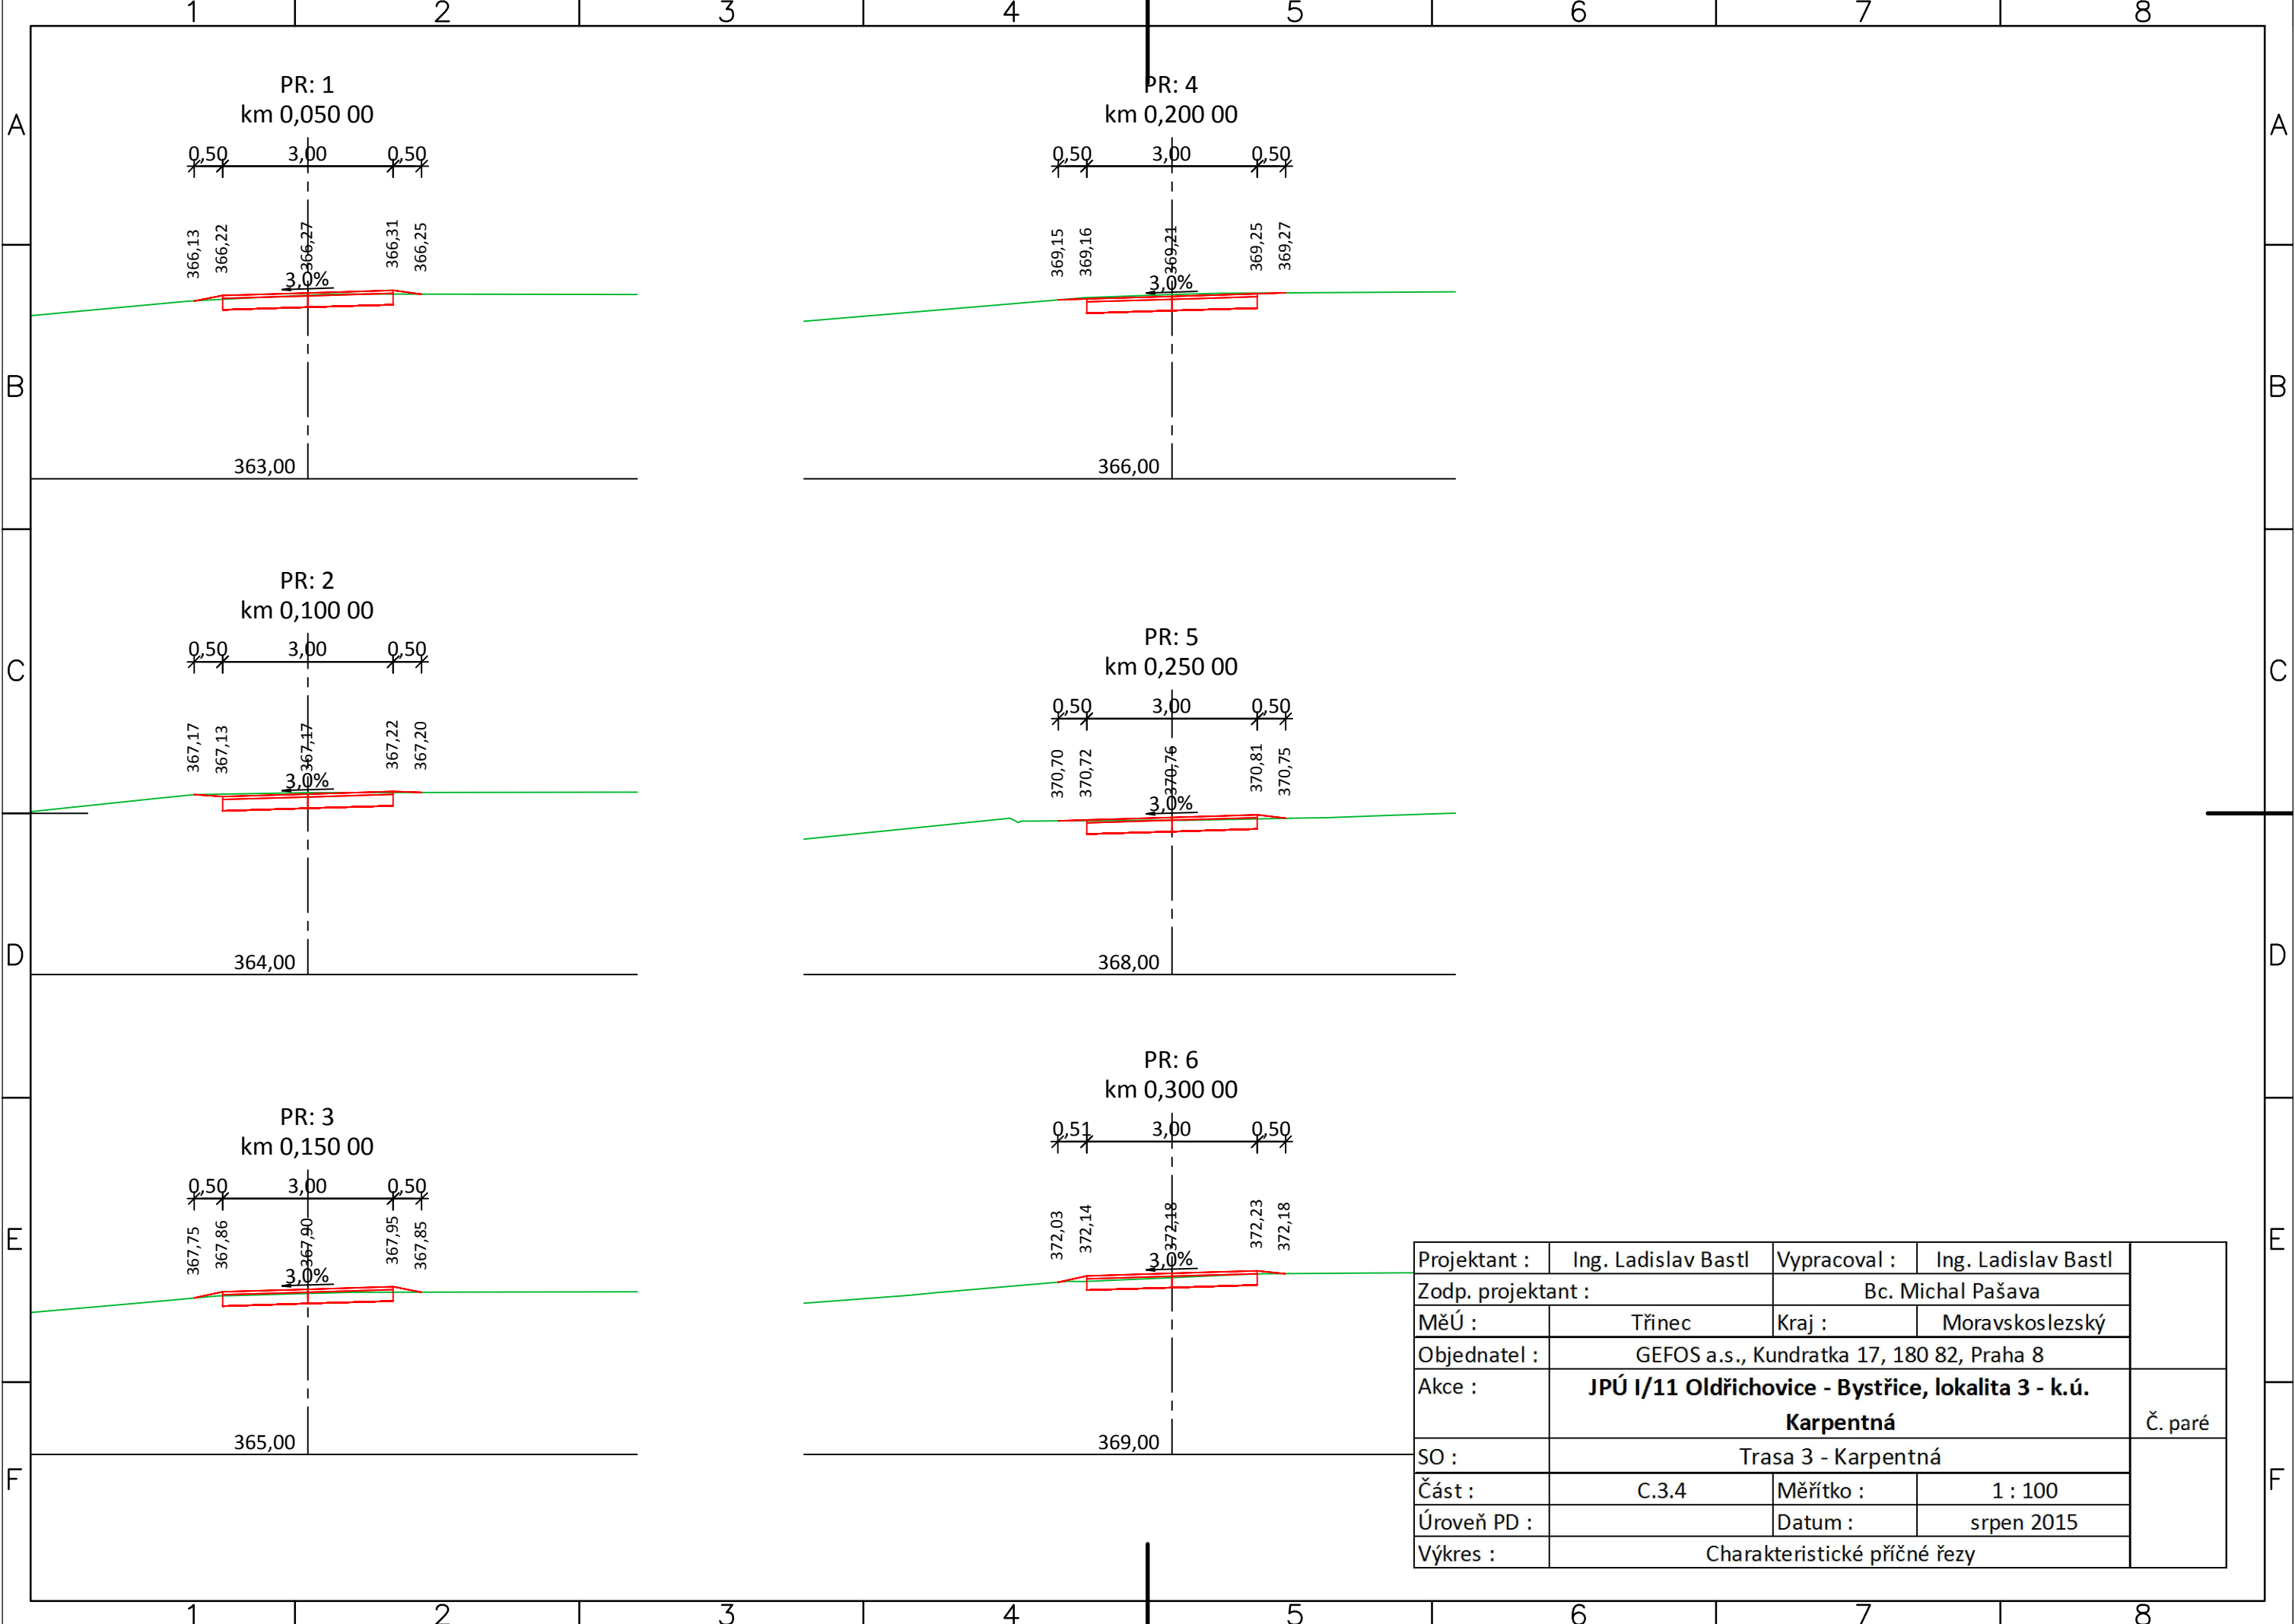 1 2 3 4 5 6 7 8
A A
B B
C C
D D
E E
F F
PR: 1
km 0,050 00
0,50 3,00 0,50
366,13 366,22 366,27 366,31 366,25
3,0%
363,00
PR: 2
km 0,100 00
0,50 3,00 0,50
367,17 367,13 367,17 367,22 367,20
3,0%
364,00
PR: 3
km 0,150 00
0,50 3,00 0,50
367,75 367,86 367,90 367,95 367,85
3,0%
365,00
PR: 4
km 0,200 00
0,50 3,00 0,50
369,15 369,16 369,21 369,25 369,27
3,0%
366,00
PR: 5
km 0,250 00
0,50 3,00 0,50
370,70 370,72 370,76 370,81 370,75
3,0%
368,00
PR: 6
km 0,300 00
0,51 3,00 0,50
372,03 372,14 372,18 372,23 372,18
3,0%
369,00
Projektant : Ing. Ladislav Bastl Vypracoval : Ing. Ladislav Bastl
Zodp. projektant : Bc. Michal Pašava
MěÚ : Třinec Kraj : Moravskoslezský
Objednatel : GEFOS a.s., Kundratka 17, 180 82, Praha 8
Akce : JPÚ I/11 Oldřichovice - Bystřice, lokalita 3 - k.ú.
Karpentná
Č. paré
SO : Trasa 3 - Karpentná
Část : C.3.4 Měřítko : 1 : 100
Úroveň PD : Datum : srpen 2015
Výkres : Charakteristické příčné řezy
1 2 3 4 5 6 7 8